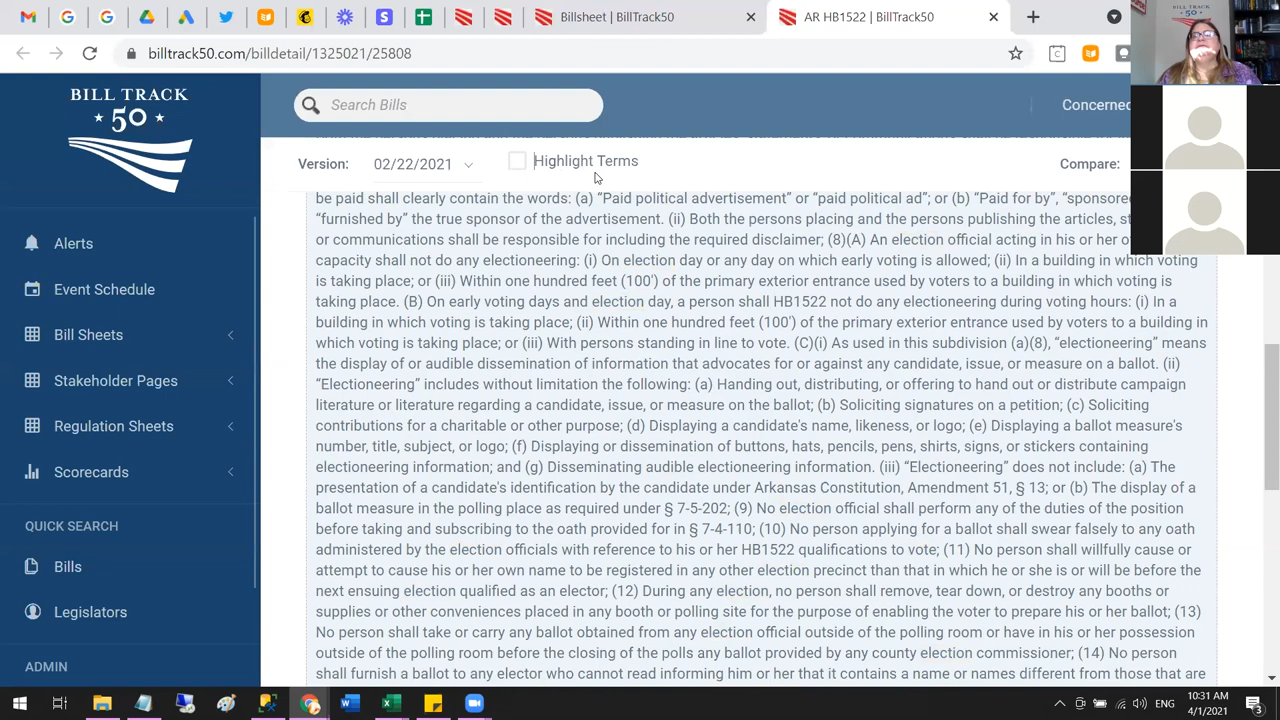 Billsheet | BillTrack50
AR HB1522 | BillTrack50
billtrack50.com/billdetail/1325021/25808
BILL TRACK
50
Search Bills
Concerned
Version:
02/22/2021
Highlight Terms
Compare:
Alerts
Event Schedule
Bill Sheets
Stakeholder Pages
Regulation Sheets
Scorecards
QUICK SEARCH
Bills
Legislators
ADMIN
be paid shall clearly contain the words: (a) “Paid political advertisement” or “paid political ad”; or (b) “Paid for by”, “sponsored
“furnished by” the true sponsor of the advertisement. (ii) Both the persons placing and the persons publishing the articles, st
or communications shall be responsible for including the required disclaimer; (8)(A) An election official acting in his or her of
capacity shall not do any electioneering: (i) On election day or any day on which early voting is allowed; (ii) In a building in which voting
is taking place; or (iii) Within one hundred feet (100') of the primary exterior entrance used by voters to a building in which voting is
taking place. (B) On early voting days and election day, a person shall HB1522 not do any electioneering during voting hours: (i) In a
building in which voting is taking place; (ii) Within one hundred feet (100') of the primary exterior entrance used by voters to a building in
which voting is taking place; or (iii) With persons standing in line to vote. (C)(i) As used in this subdivision (a)(8), “electioneering” means
the display of or audible dissemination of information that advocates for or against any candidate, issue, or measure on a ballot. (ii)
“Electioneering” includes without limitation the following: (a) Handing out, distributing, or offering to hand out or distribute campaign
literature or literature regarding a candidate, issue, or measure on the ballot; (b) Soliciting signatures on a petition; (c) Soliciting
contributions for a charitable or other purpose; (d) Displaying a candidate's name, likeness, or logo; (e) Displaying a ballot measure's
number, title, subject, or logo; (f) Displaying or dissemination of buttons, hats, pencils, pens, shirts, signs, or stickers containing
electioneering information; and (g) Disseminating audible electioneering information. (iii) “Electioneering” does not include: (a) The
presentation of a candidate's identification by the candidate under Arkansas Constitution, Amendment 51, § 13; or (b) The display of a
ballot measure in the polling place as required under § 7-5-202; (9) No election official shall perform any of the duties of the position
before taking and subscribing to the oath provided for in § 7-4-110; (10) No person applying for a ballot shall swear falsely to any oath
administered by the election officials with reference to his or her HB1522 qualifications to vote; (11) No person shall willfully cause or
attempt to cause his or her own name to be registered in any other election precinct than that in which he or she is or will be before the
next ensuing election qualified as an elector; (12) During any election, no person shall remove, tear down, or destroy any booths or
supplies or other conveniences placed in any booth or polling site for the purpose of enabling the voter to prepare his or her ballot; (13)
No person shall take or carry any ballot obtained from any election official outside of the polling room or have in his or her possession
outside of the polling room before the closing of the polls any ballot provided by any county election commissioner; (14) No person
shall furnish a ballot to any elector who cannot read informing him or her that it contains a name or names different from those that are
ENG
10:31 AM
4/1/2021